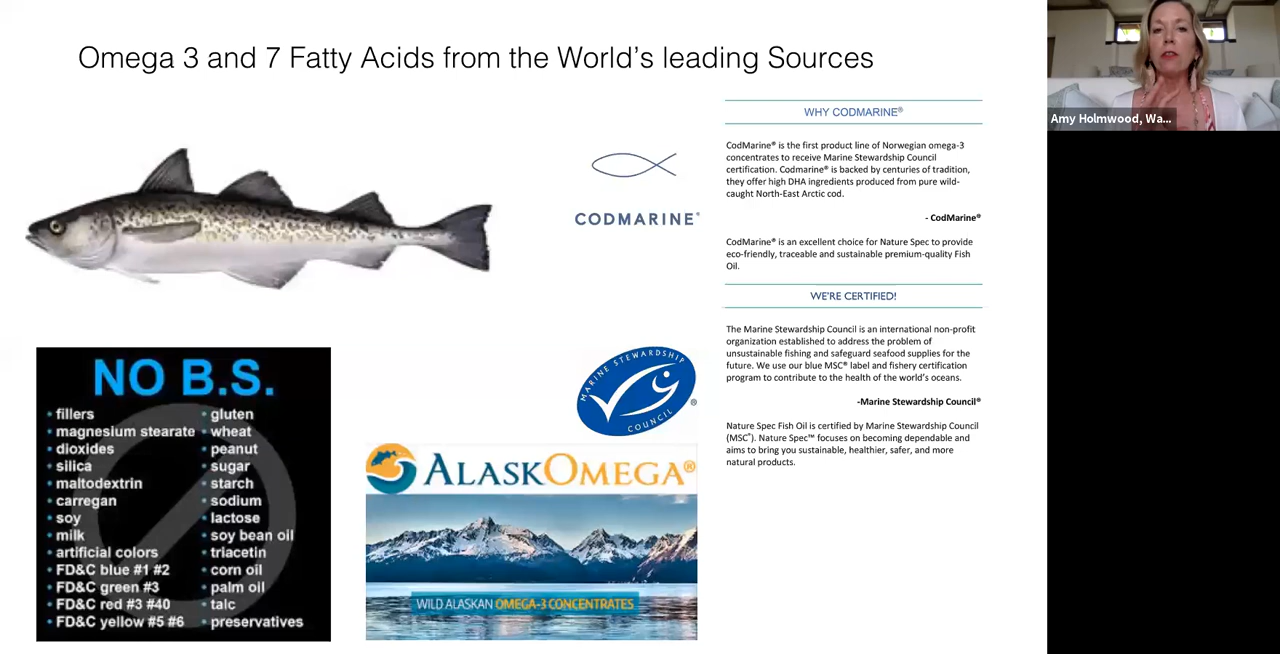 Omega 3 and 7 Fatty Acids from the World's leading Sources
Amy Holmwood, Wa...
CODMARINE®
WHY CODMARINE®
CodMarine® is the first product line of Norwegian omega-3
concentrates to receive Marine Stewardship Council
certification. Codmarine® is backed by centuries of tradition,
they offer high DHA ingredients produced from pure wild-
caught North-East Arctic cod.
- CodMarine®
CodMarine® is an excellent choice for Nature Spec to provide
eco-friendly, traceable and sustainable premium-quality Fish
Oil.
WE'RE CERTIFIED!
The Marine Stewardship Council is an international non-profit
organization established to address the problem of
unsustainable fishing and safeguard seafood supplies for the
future. We use our blue MSC® label and fishery certification
program to contribute to the health of the world's oceans.
-Marine Stewardship Council®
Nature Spec Fish Oil is certified by Marine Stewardship Council
(MSC®). Nature Spec™ focuses on becoming dependable and
aims to bring you sustainable, healthier, safer, and more
natural products.
NO B.S.
• fillers
• magnesium stearate
• dioxides
• silica
• maltodextrin
• carregan
• soy
• milk
• artificial colors
• FD&C blue #1 #2
• FD&C green #3
• FD&C red #3 #40
• FD&C yellow #5 #6
• gluten
• wheat
• peanut
• sugar
• starch
• sodium
• lactose
• soy bean oil
• triacetin
• corn oil
• palm oil
• talc
• preservatives
MARINE STEWARDSHIP
COUNCIL
®
ALASKOMEGA®
WILD ALASKAN OMEGA-3 CONCENTRATES